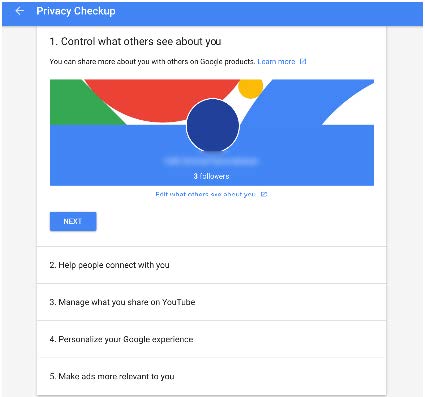 Privacy Checkup
1. Control what others see about you
You can share more about you with others on Google products. Learn more
3 followers
Edit what others see about you
NEXT
2. Help people connect with you
3. Manage what you share on YouTube
4. Personalize your Google experience
5. Make ads more relevant to you